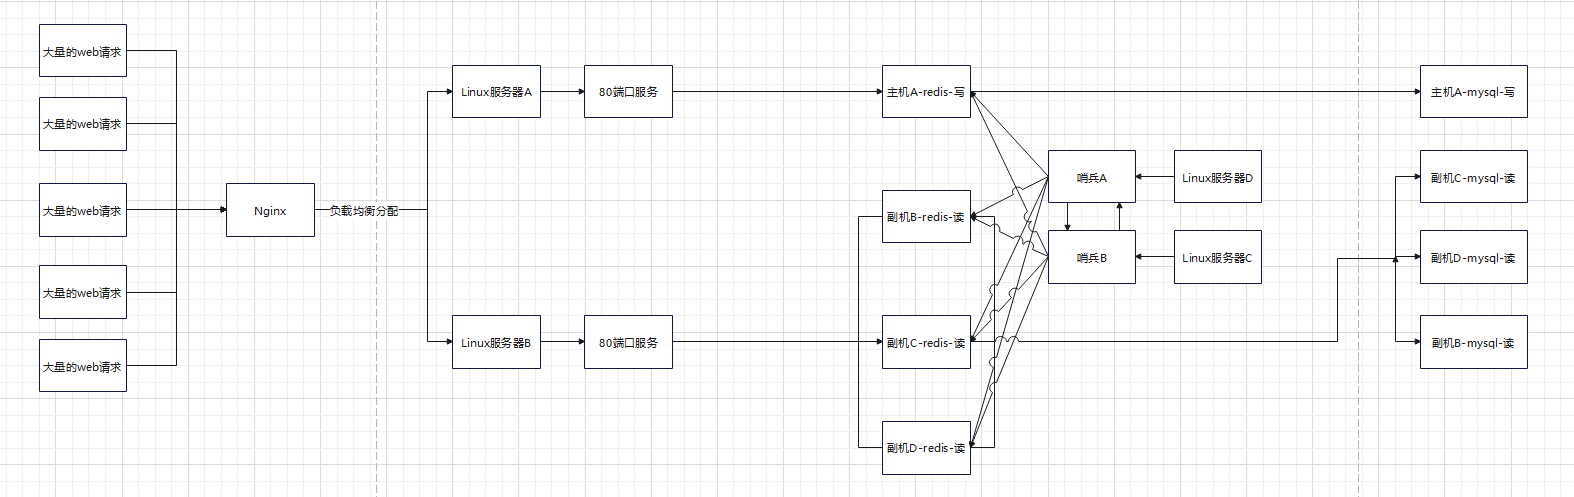 大量的web请求
大量的web请求
大量的web请求
大量的web请求
大量的web请求
Nginx
负载均衡分配
Linux服务器A
80端口服务
Linux服务器B
80端口服务
主机A-redis-写
副机B-redis-读
副机C-redis-读
副机D-redis-读
哨兵A
哨兵B
Linux服务器D
Linux服务器C
主机A-mysql-写
副机C-mysql-读
副机D-mysql-读
副机B-mysql-读